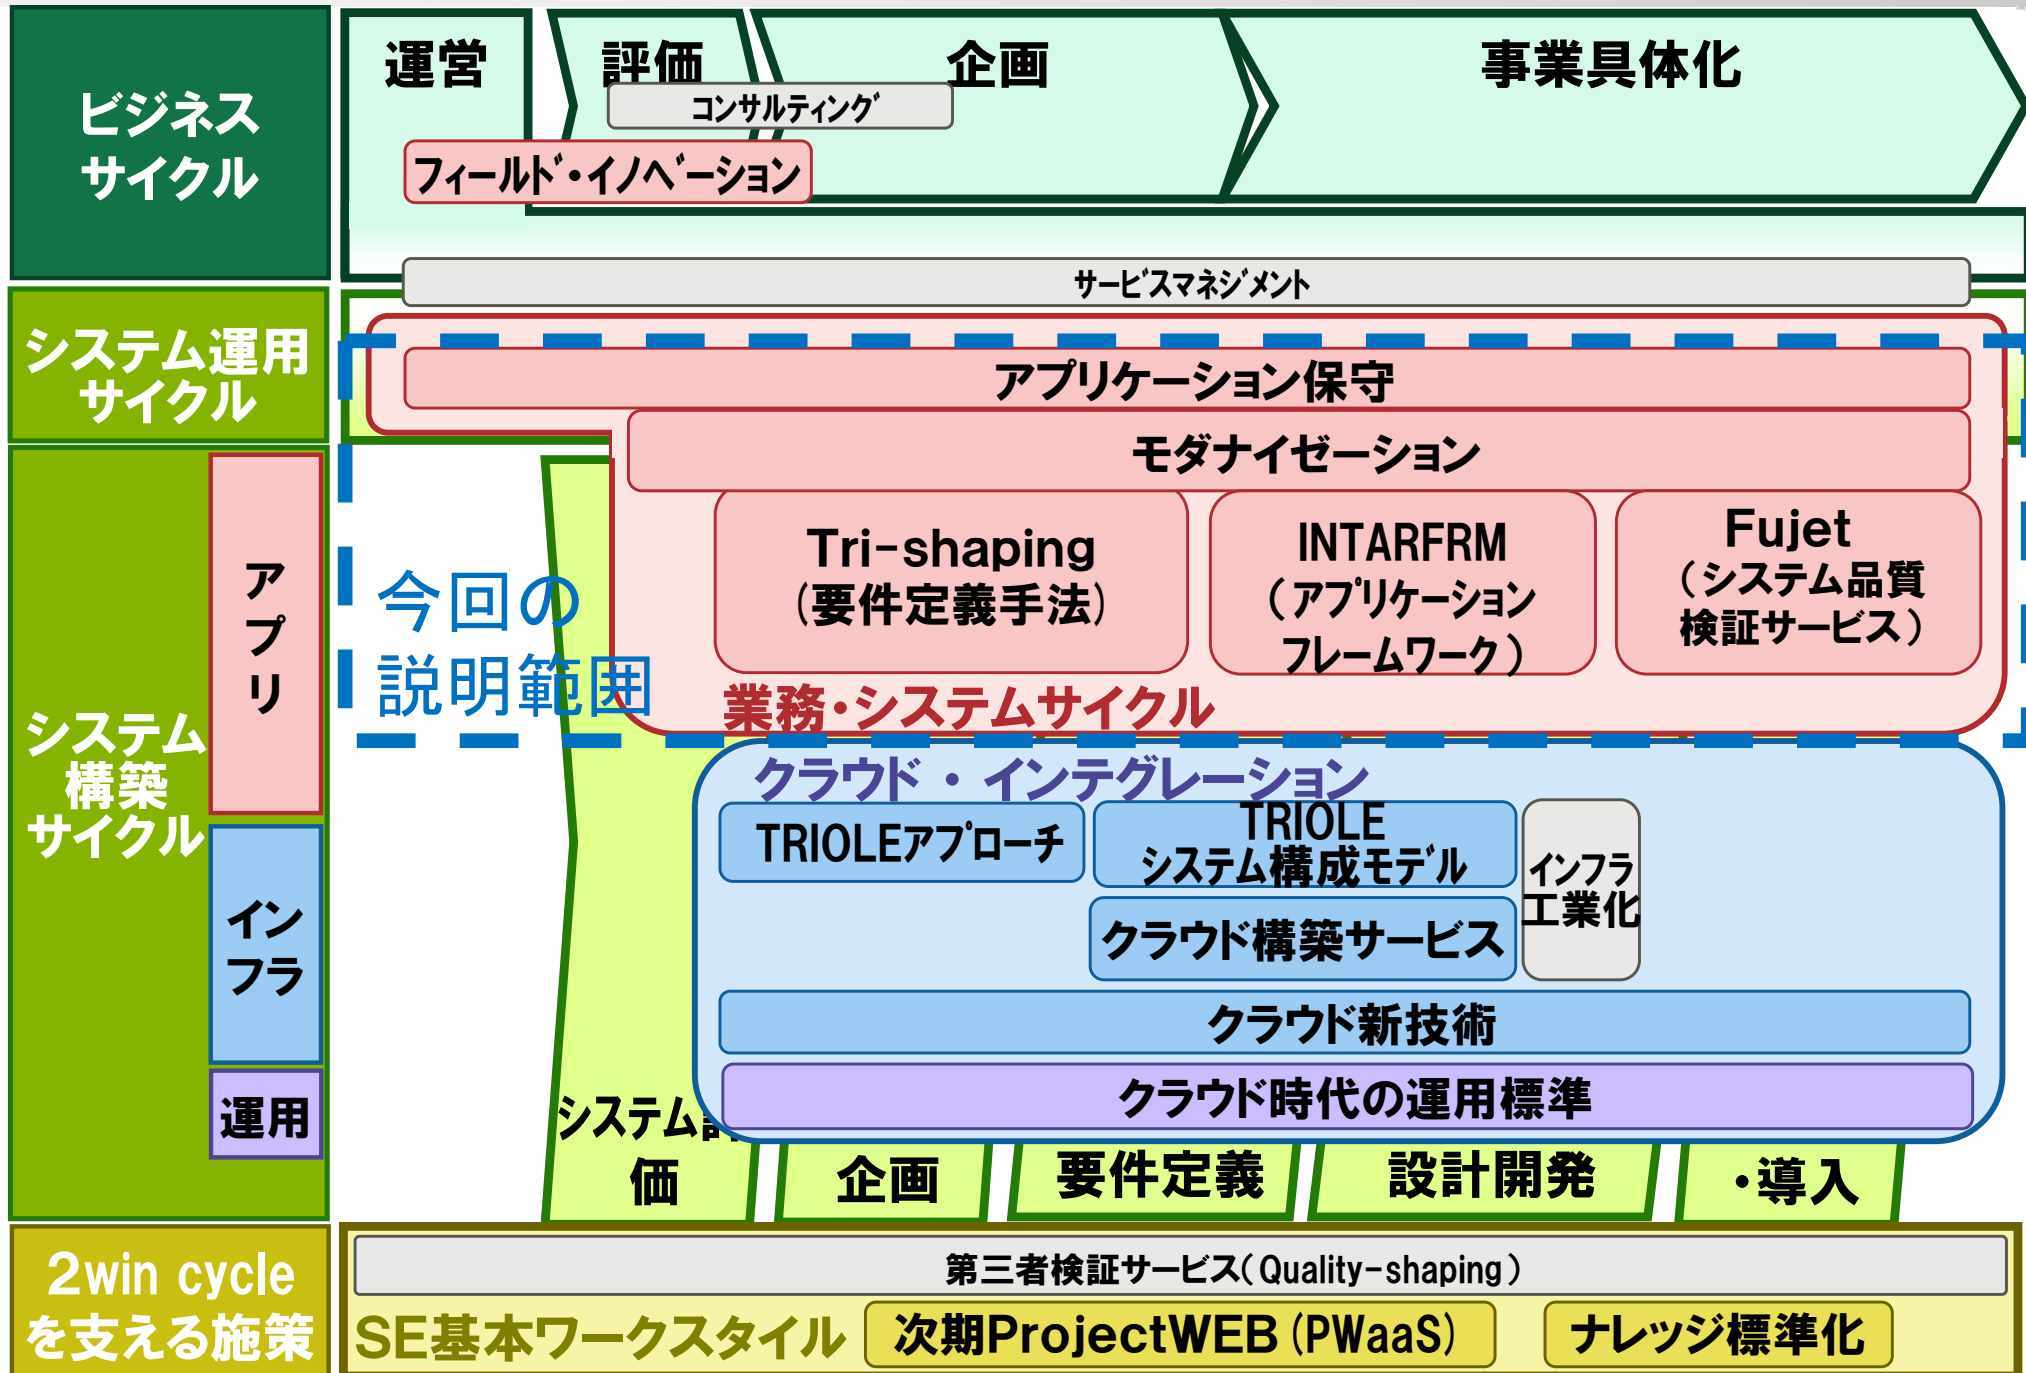 ビジネス
サイクル
運営
評価
企画
事業具体化
コンサルティング
フィールド・イノベーション
サービスマネジメント
システム運用
サイクル
アプリケーション保守
モダナイゼーション
システム
構築
サイクル
ア
プ
リ
今回の
説明範囲
Tri-shaping
(要件定義手法)
INTARFRM
(アプリケーション
フレームワーク)
Fujet
(システム品質
検証サービス)
業務・システムサイクル
クラウド・インテグレーション
イン
フラ
TRIOLEアプローチ
TRIOLE
システム構成モデル
インフラ
工業化
クラウド構築サービス
クラウド新技術
運用
クラウド時代の運用標準
システム
価
企画
要件定義
設計開発
・導入
2win cycle
を支える施策
第三者検証サービス(Quality-shaping)
SE基本ワークスタイル
次期ProjectWEB(PWaaS)
ナレッジ標準化